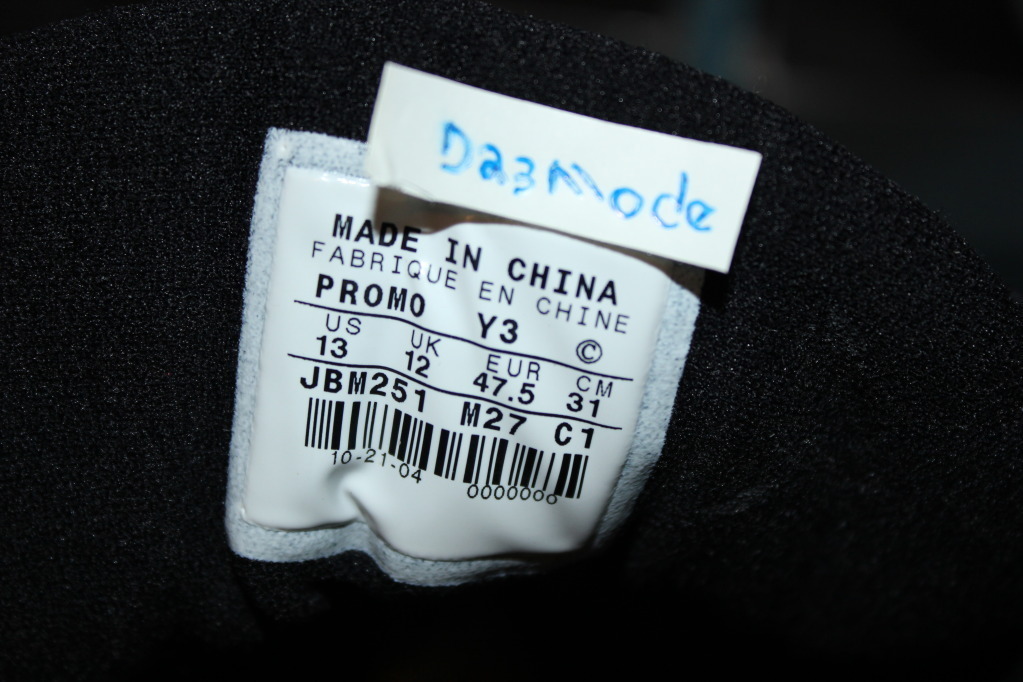 Da3mode
MADE IN CHINA
FABRIQUE EN CHINE
PROMO Y3 ©
US UK EUR CM
13 12 47.5 31
JBM251 M27 C1
10-21-04 0000000